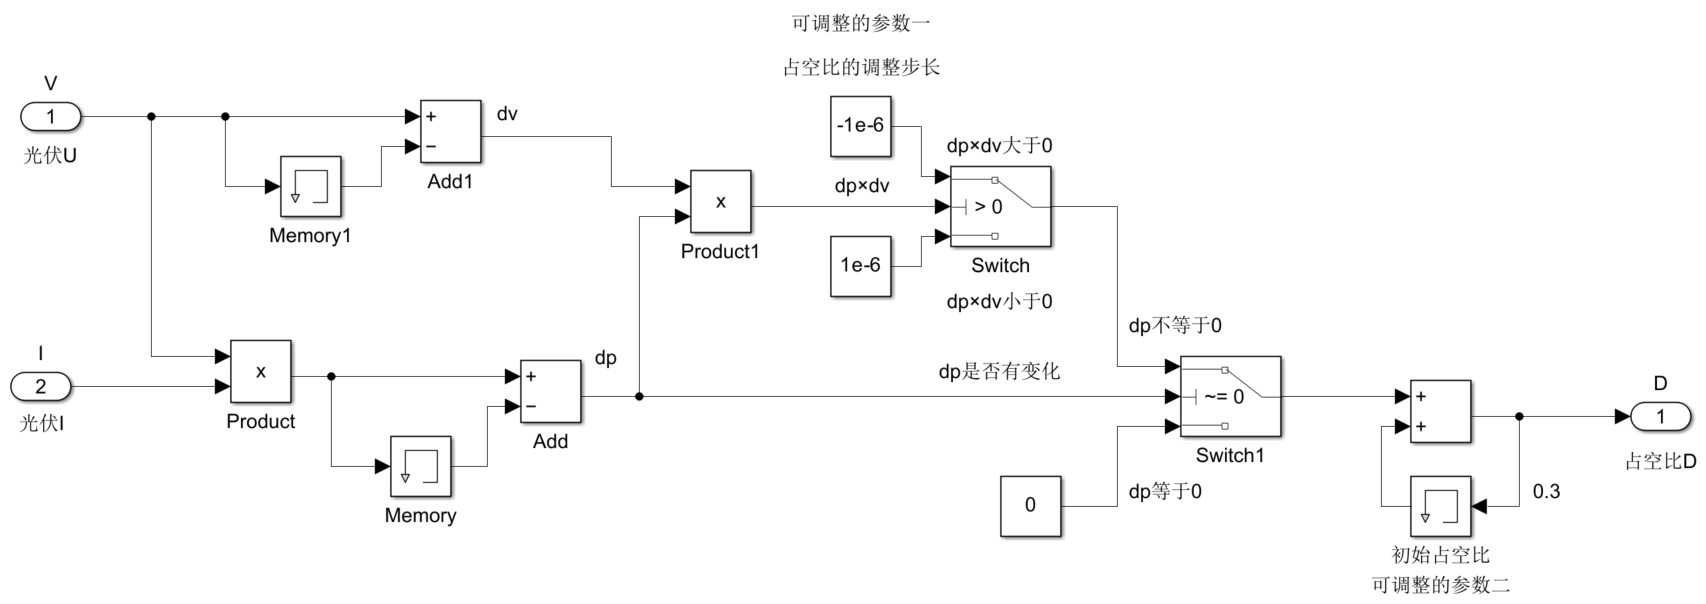 可调整的参数一
占空比的调整步长
V
1
光伏U
+
−
Add1
dv
Memory1
-1e-6
dp×dv大于0
x
Product1
dp×dv
> 0
1e-6
Switch
dp×dv小于0
I
2
光伏I
x
Product
+
−
Add
dp
Memory
dp不等于0
dp是否有变化
~= 0
Switch1
0
dp等于0
+
+
D
1
占空比D
0.3
初始占空比
可调整的参数二